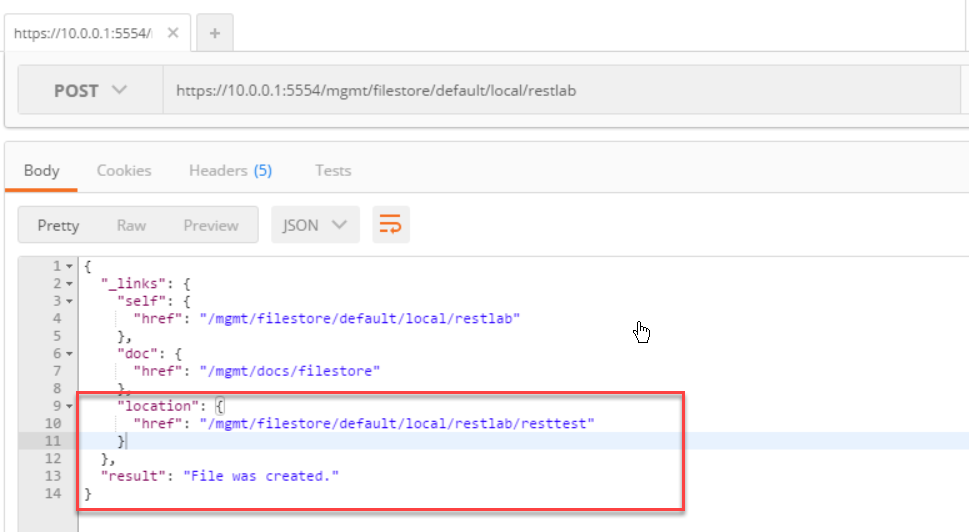 https://10.0.0.1:5554/
POST https://10.0.0.1:5554/mgmt/filestore/default/local/restlab
Body Cookies Headers (5) Tests
Pretty Raw Preview JSON
1 {
2 "_links": {
3 "self": {
4 "href": "/mgmt/filestore/default/local/restlab"
5 },
6 "doc": {
7 "href": "/mgmt/docs/filestore"
8 },
9 "location": {
10 "href": "/mgmt/filestore/default/local/restlab/resttest"
11 }
12 },
13 "result": "File was created."
14 }